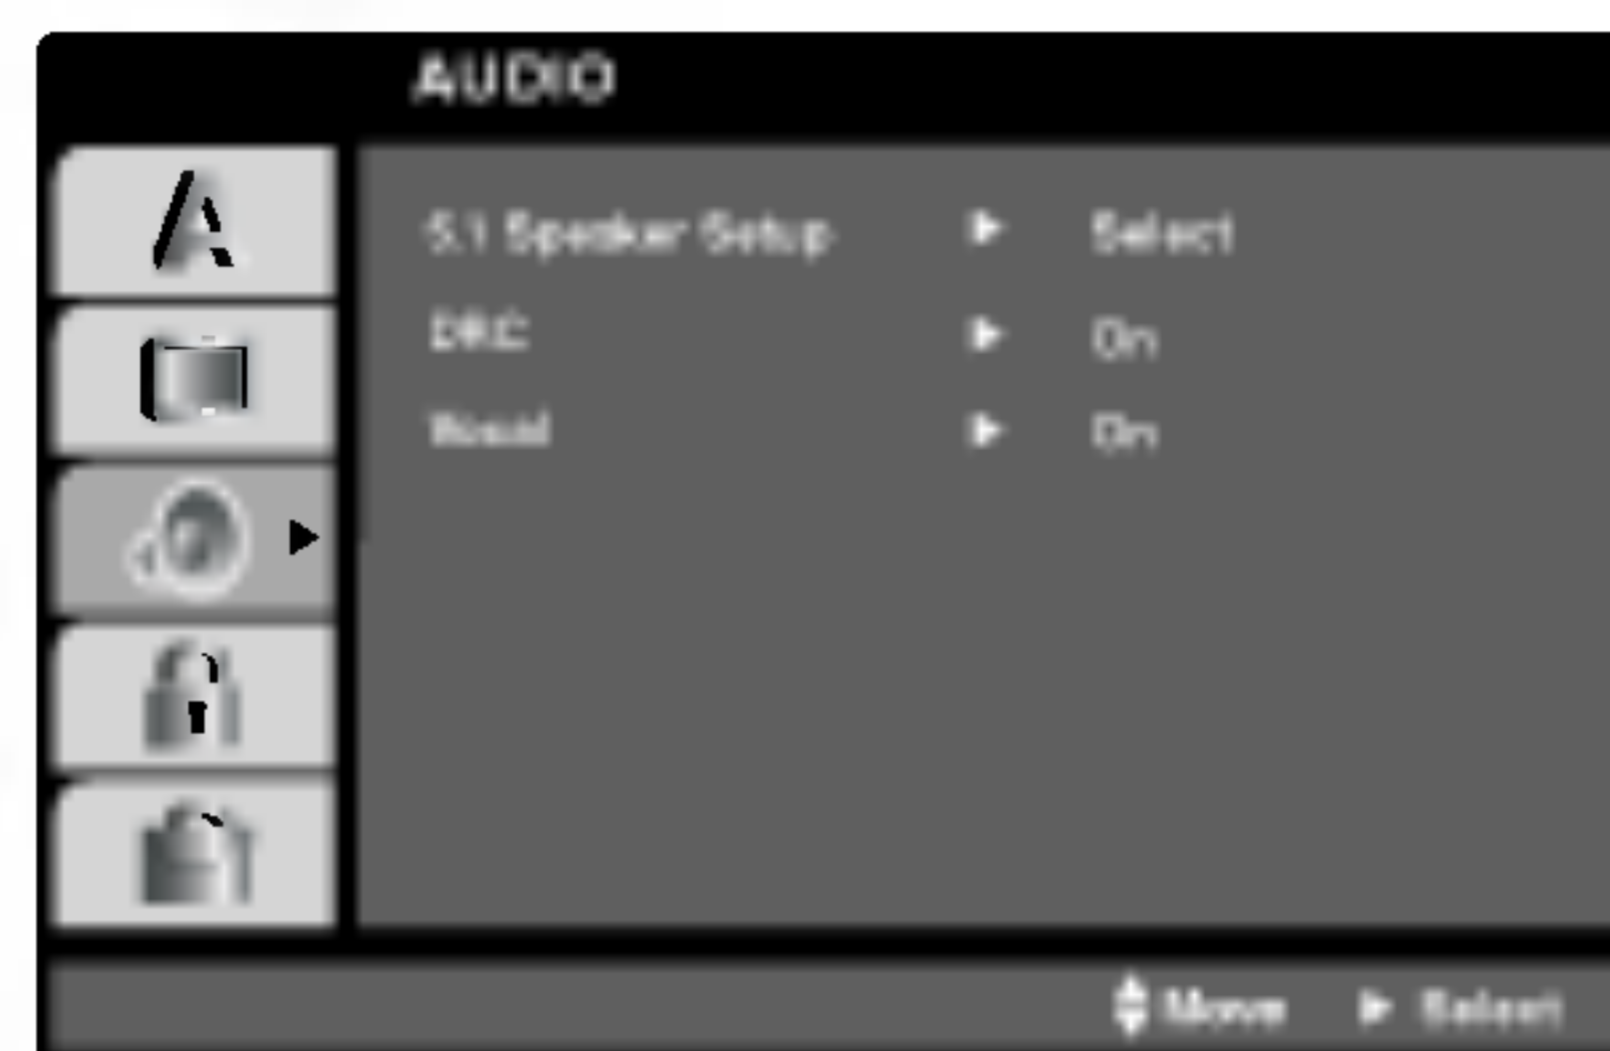 AUDIO
5.1 Speaker Setup ► Select
DRC ► On
Vocal ► On
Move ► Select